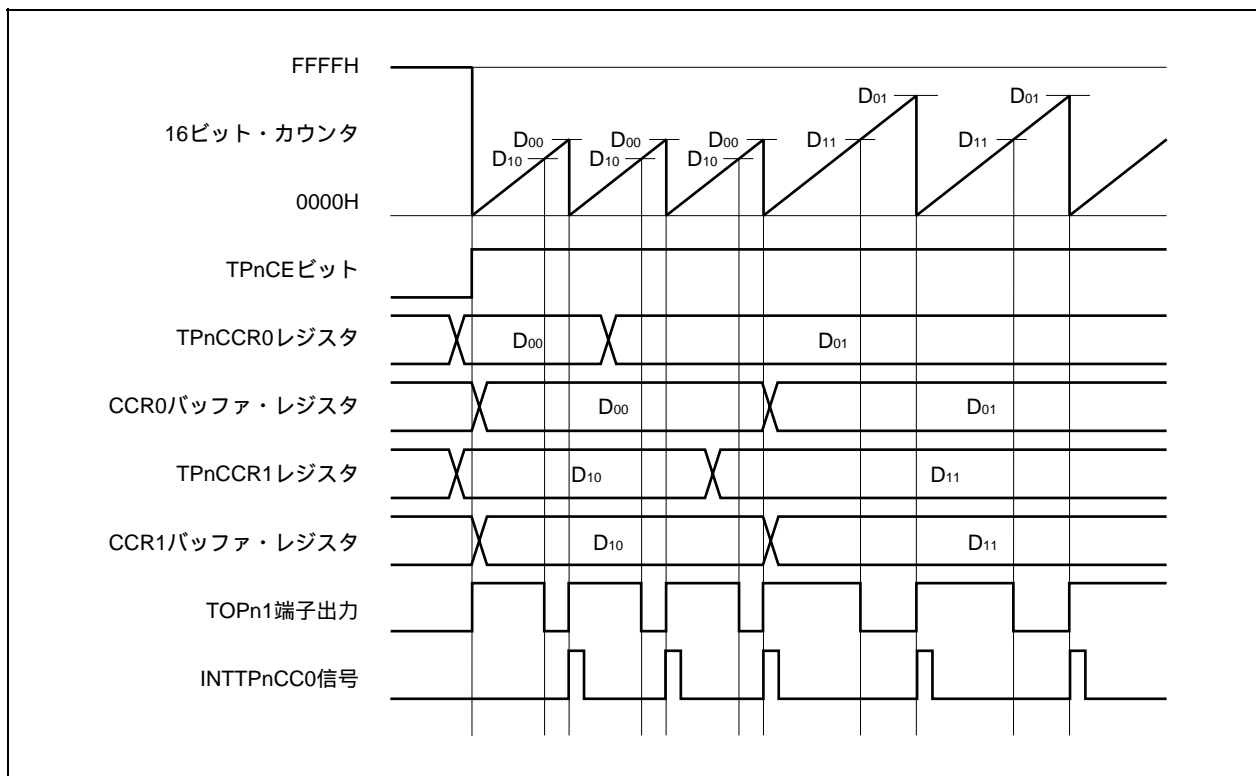 FFFFH
D01 D01
16ビット・カウンタ D00 D00 D00 D11 D11
D10 D10 D10
0000H
TPnCEビット
TPnCCR0レジスタ D00 D01
CCR0バッファ・レジスタ D00 D01
TPnCCR1レジスタ D10 D11
CCR1バッファ・レジスタ D10 D11
TOPn1端子出力
INTTPnCC0信号